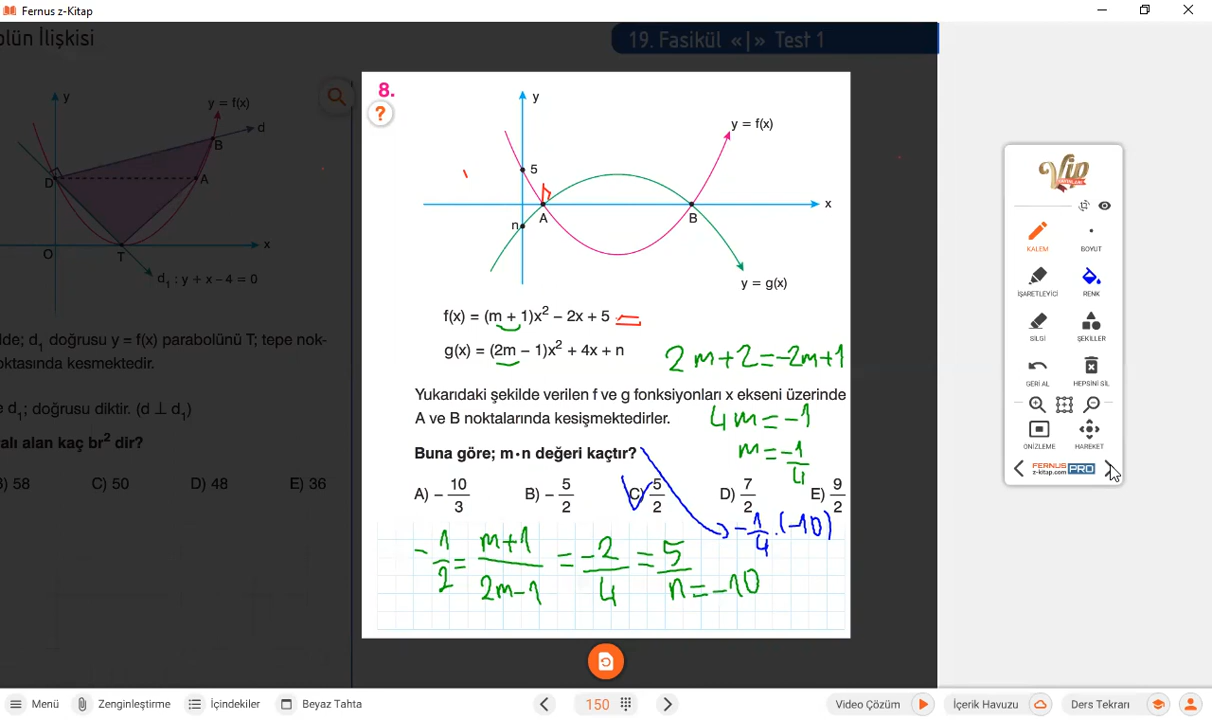 Fernus z-Kitap
olün İlişkisi
19. Fasikül «|» Test 1
y
y = f(x)
d
B
D
A
O
T
x
d1 : y + x – 4 = 0
lde; d1 doğrusu y = f(x) parabolünü T; tepe nok-
ktasında kesmektedir.
e d1; doğrusu diktir. (d ⊥ d1)
alı alan kaç br² dir?
B) 58 C) 50 D) 48 E) 36
8.
?
y
y = f(x)
5
x
A
B
n
y = g(x)
f(x) = (m + 1)x² – 2x + 5
g(x) = (2m – 1)x² + 4x + n
2m+2=-2m+1
Yukarıdaki şekilde verilen f ve g fonksiyonları x ekseni üzerinde
A ve B noktalarında kesişmektedirler.
4m=-1
m=-1/4
Buna göre; m·n değeri kaçtır?
A) – 10/3 B) – 5/2 C) 5/2 D) 7/2 E) 9/2
-1/4.(-10)
-1/2 = m+1/2m-1 = -2/4 = 5/n=-10
Vip
KALEM BOYUT
İŞARETLEYİCİ RENK
SİLGİ ŞEKİLLER
GERİ AL HEPSİNİ SİL
ÖNİZLEME HAREKET
FERNUS z-kitap.com PRO
Menü Zenginleştirme İçindekiler Beyaz Tahta 150 Video Çözüm İçerik Havuzu Ders Tekrarı